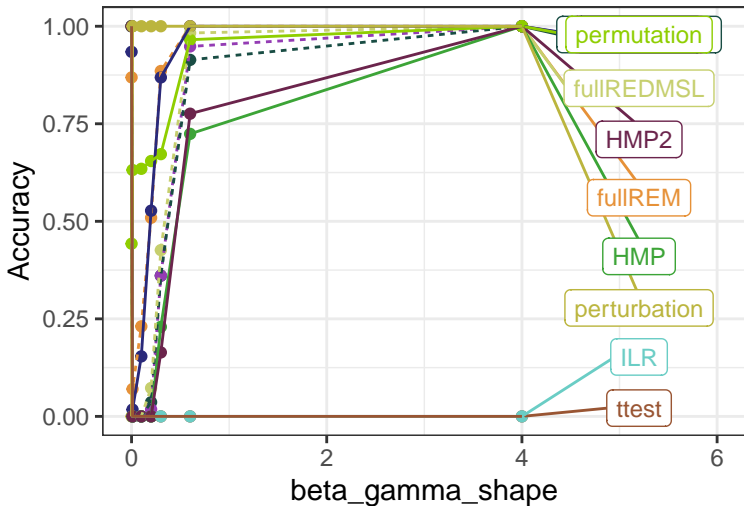 1.00
0.75
0.50
0.25
0.00
Accuracy
permutation
fullREDMSL
HMP2
fullREM
HMP
perturbation
ILR
ttest
0
2
4
6
beta_gamma_shape